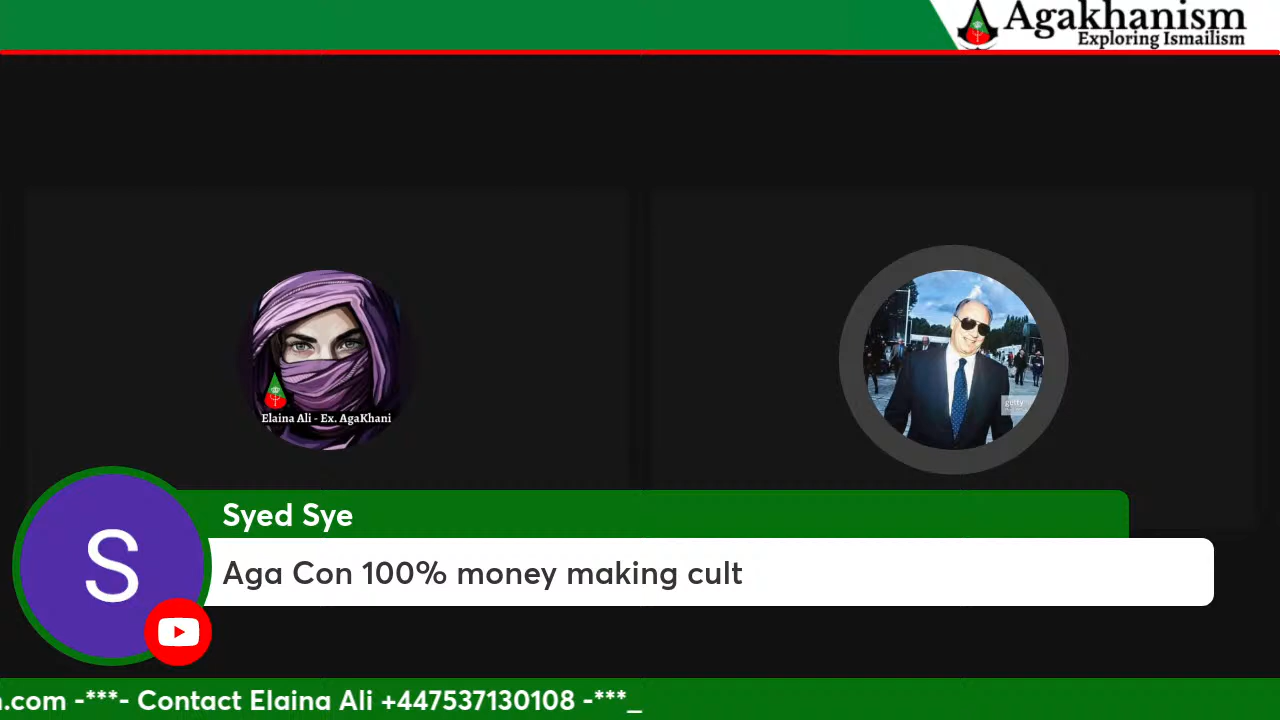 Agakhanism
Exploring Ismailism
Elaina Ali - Ex. AgaKhani
getty
S
Syed Sye
Aga Con 100% money making cult
.com -***- Contact Elaina Ali +447537130108 -***_